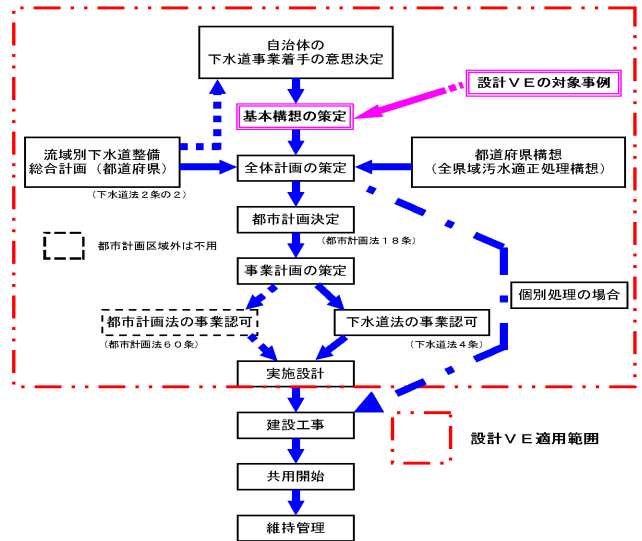 自治体の
下水道事業着手の意思決定
設計ＶＥの対象事例
基本構想の策定
流域別下水道整備
総合計画（都道府県）
（下水道法２条の２）
全体計画の策定
都道府県構想
（全県域汚水適正処理構想）
都市計画決定
（都市計画法１８条）
都市計画区域外は不用
事業計画の策定
個別処理の場合
都市計画法の事業認可
（都市計画法６０条）
下水道法の事業認可
（下水道法４条）
実施設計
建設工事
設計ＶＥ適用範囲
共用開始
維持管理